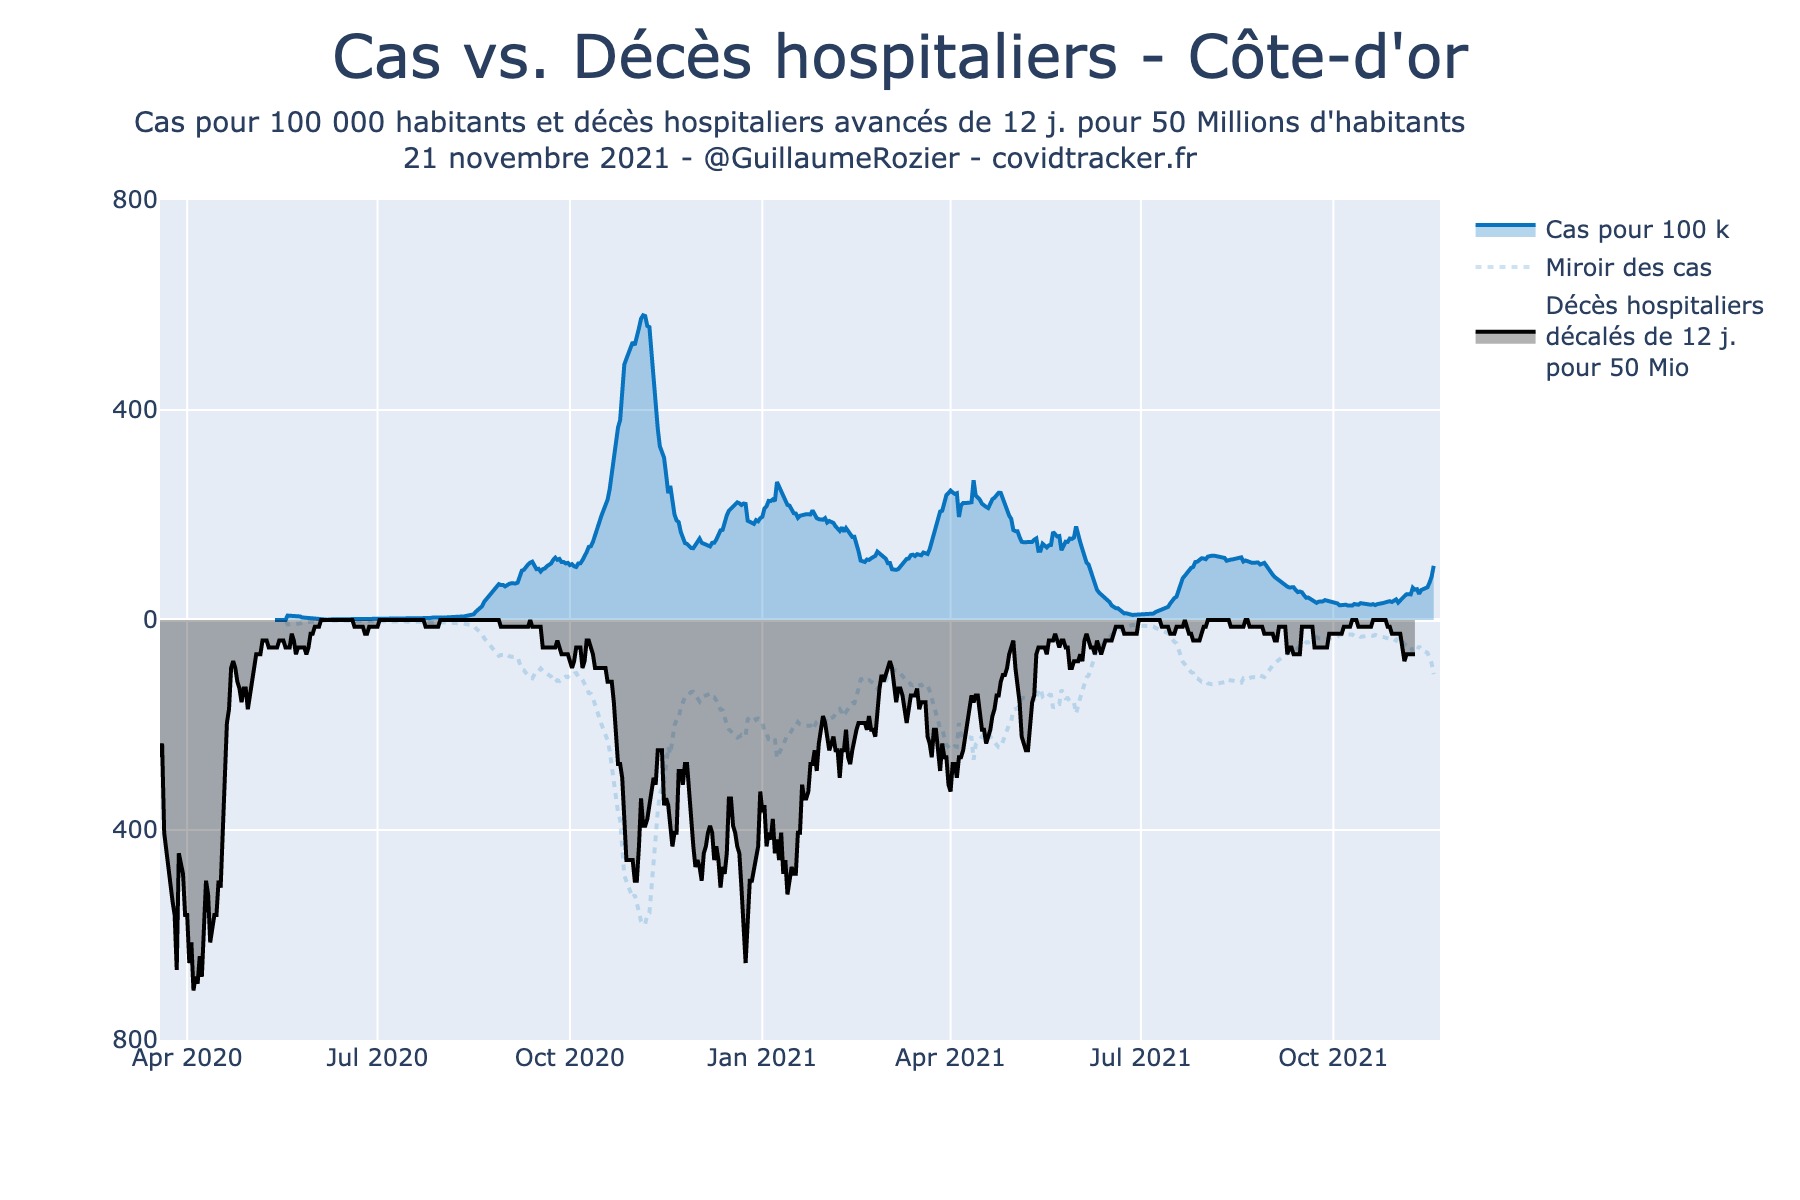 Cas vs. Décès hospitaliers - Côte-d'or
Cas pour 100 000 habitants et décès hospitaliers avancés de 12 j. pour 50 Millions d'habitants
21 novembre 2021 - @GuillaumeRozier - covidtracker.fr
800
400
0
400
800
Apr 2020
Jul 2020
Oct 2020
Jan 2021
Apr 2021
Jul 2021
Oct 2021
Cas pour 100 k
Miroir des cas
Décès hospitaliers
décalés de 12 j.
pour 50 Mio